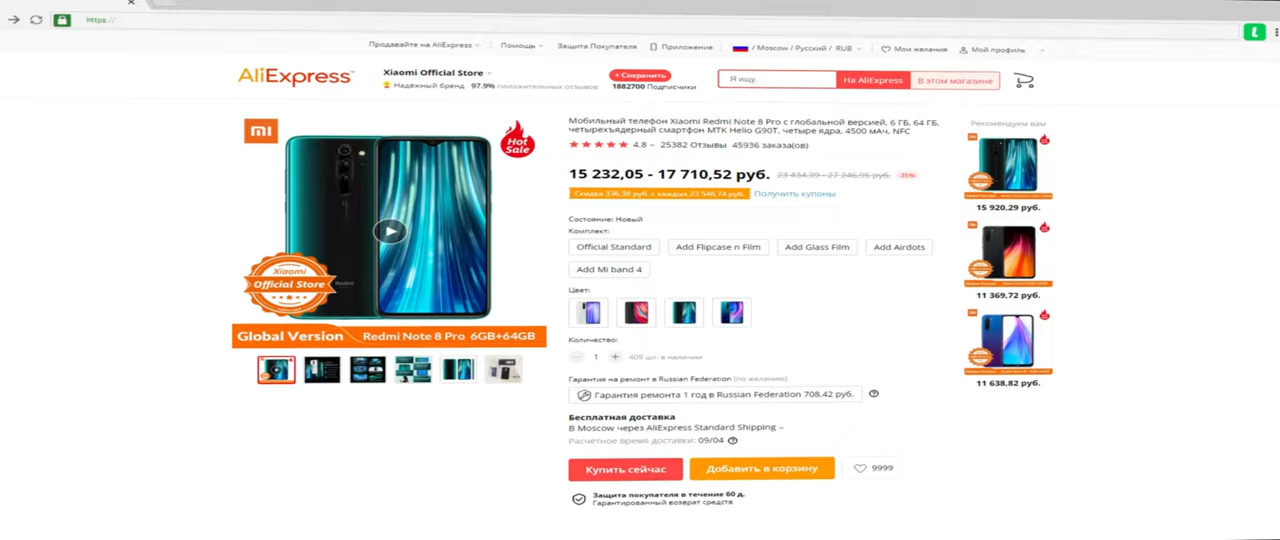 https://
Продавайте на AliExpress
Помощь
Защита Покупателя
Приложение
/ Moscow / Русский / RUB
Мои желания
Мой профиль
AliExpress
Xiaomi Official Store
Надёжный бренд 97.9% положительных отзывов
+ Сохранить
1882700 Подписчики
Я ищу...
На AliExpress
В этом магазине
mi
Hot Sale
Xiaomi
Official Store
Redmi
Global Version Redmi Note 8 Pro 6GB+64GB
Мобильный телефон Xiaomi Redmi Note 8 Pro с глобальной версией, 6 ГБ, 64 ГБ,
четырехъядерный смартфон MTK Helio G90T, четыре ядра, 4500 мАч, NFC
4.8 25382 Отзывы 45936 заказа(ов)
15 232,05 - 17 710,52 руб. 23 434,39 - 27 246,95 руб. -35%
Скидка 336,38 руб. с каждых 23 546,74 руб. Получить купоны
Состояние: Новый
Комплект:
Official Standard
Add Flipcase n Film
Add Glass Film
Add Airdots
Add Mi band 4
Цвет:
Количество:
1 + 409 шт. в наличии
Гарантия на ремонт в Russian Federation (по желанию)
Гарантия ремонта 1 год в Russian Federation 708,42 руб.
Бесплатная доставка
В Moscow через AliExpress Standard Shipping
Расчётное время доставки: 09/04
Купить сейчас
Добавить в корзину
9999
Защита покупателя в течение 60 д.
Гарантированный возврат средств
Рекомендуем вам
15 920,29 руб.
11 369,72 руб.
11 638,82 руб.